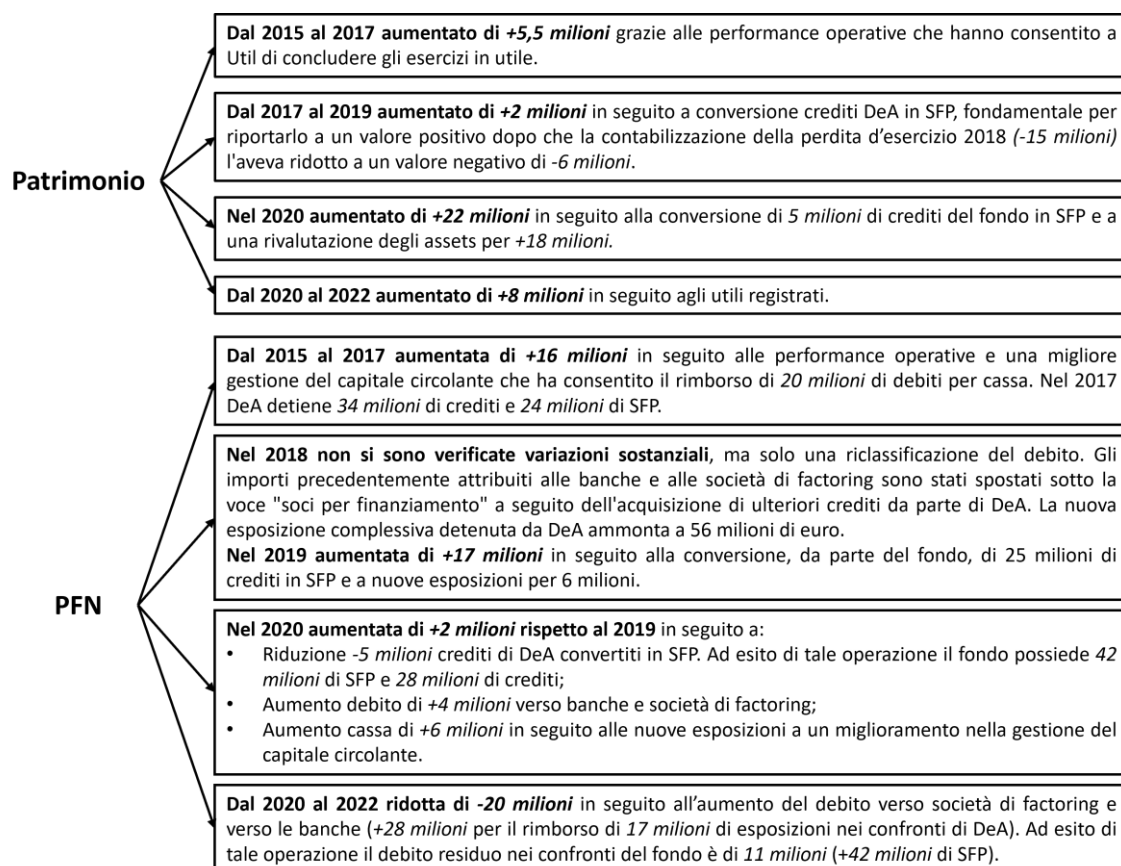 Patrimonio
Dal 2015 al 2017 aumentato di +5,5 milioni grazie alle performance operative che hanno consentito a
Util di concludere gli esercizi in utile.
Dal 2017 al 2019 aumentato di +2 milioni in seguito a conversione crediti DeA in SFP, fondamentale per
riportarlo a un valore positivo dopo che la contabilizzazione della perdita d’esercizio 2018 (-15 milioni)
l'aveva ridotto a un valore negativo di -6 milioni.
Nel 2020 aumentato di +22 milioni in seguito alla conversione di 5 milioni di crediti del fondo in SFP e a
una rivalutazione degli assets per +18 milioni.
Dal 2020 al 2022 aumentato di +8 milioni in seguito agli utili registrati.
PFN
Dal 2015 al 2017 aumentata di +16 milioni in seguito alle performance operative e una migliore
gestione del capitale circolante che ha consentito il rimborso di 20 milioni di debiti per cassa. Nel 2017
DeA detiene 34 milioni di crediti e 24 milioni di SFP.
Nel 2018 non si sono verificate variazioni sostanziali, ma solo una riclassificazione del debito. Gli
importi precedentemente attribuiti alle banche e alle società di factoring sono stati spostati sotto la
voce "soci per finanziamento" a seguito dell'acquisizione di ulteriori crediti da parte di DeA. La nuova
esposizione complessiva detenuta da DeA ammonta a 56 milioni di euro.
Nel 2019 aumentata di +17 milioni in seguito alla conversione, da parte del fondo, di 25 milioni di
crediti in SFP e a nuove esposizioni per 6 milioni.
Nel 2020 aumentata di +2 milioni rispetto al 2019 in seguito a:
• Riduzione -5 milioni crediti di DeA convertiti in SFP. Ad esito di tale operazione il fondo possiede 42
milioni di SFP e 28 milioni di crediti;
• Aumento debito di +4 milioni verso banche e società di factoring;
• Aumento cassa di +6 milioni in seguito alle nuove esposizioni a un miglioramento nella gestione del
capitale circolante.
Dal 2020 al 2022 ridotta di -20 milioni in seguito all’aumento del debito verso società di factoring e
verso le banche (+28 milioni per il rimborso di 17 milioni di esposizioni nei confronti di DeA). Ad esito di
tale operazione il debito residuo nei confronti del fondo è di 11 milioni (+42 milioni di SFP).